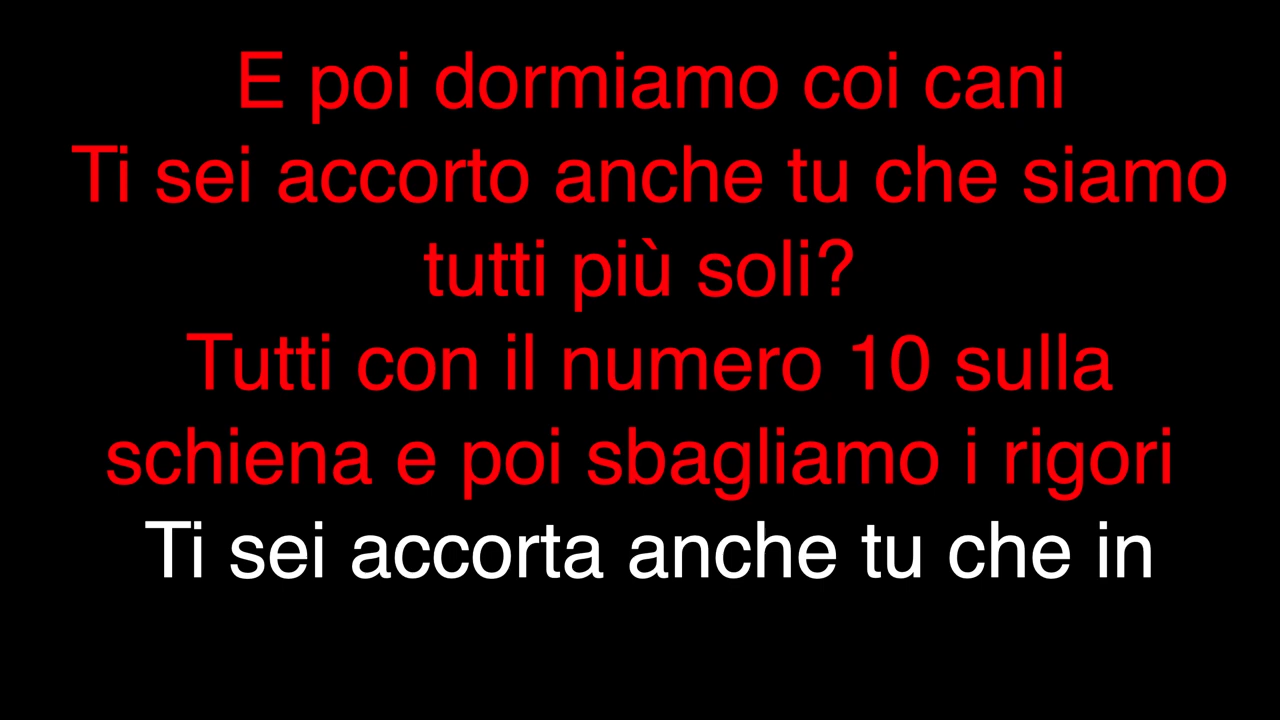 E poi dormiamo coi cani
Ti sei accorto anche tu che siamo
tutti più soli?
Tutti con il numero 10 sulla
schiena e poi sbagliamo i rigori
Ti sei accorta anche tu che in